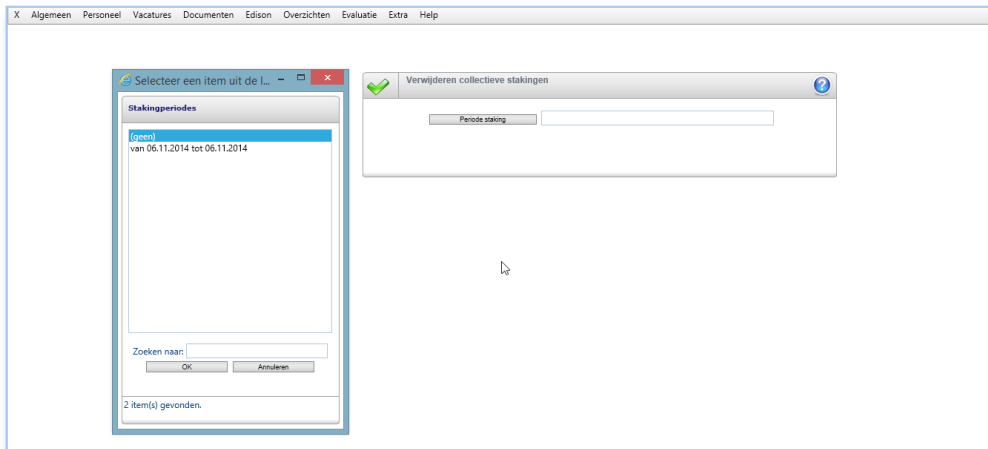 X Algemeen Personeel Vacatures Documenten Edison Overzichten Evaluatie Extra Help
Selecteer een item uit de l...
Stakingperiodes
(geen)
van 06.11.2014 tot 06.11.2014
Zoeken naar:
OK Annuleren
2 item(s) gevonden.
Verwijderen collectieve stakingen
Periode staking